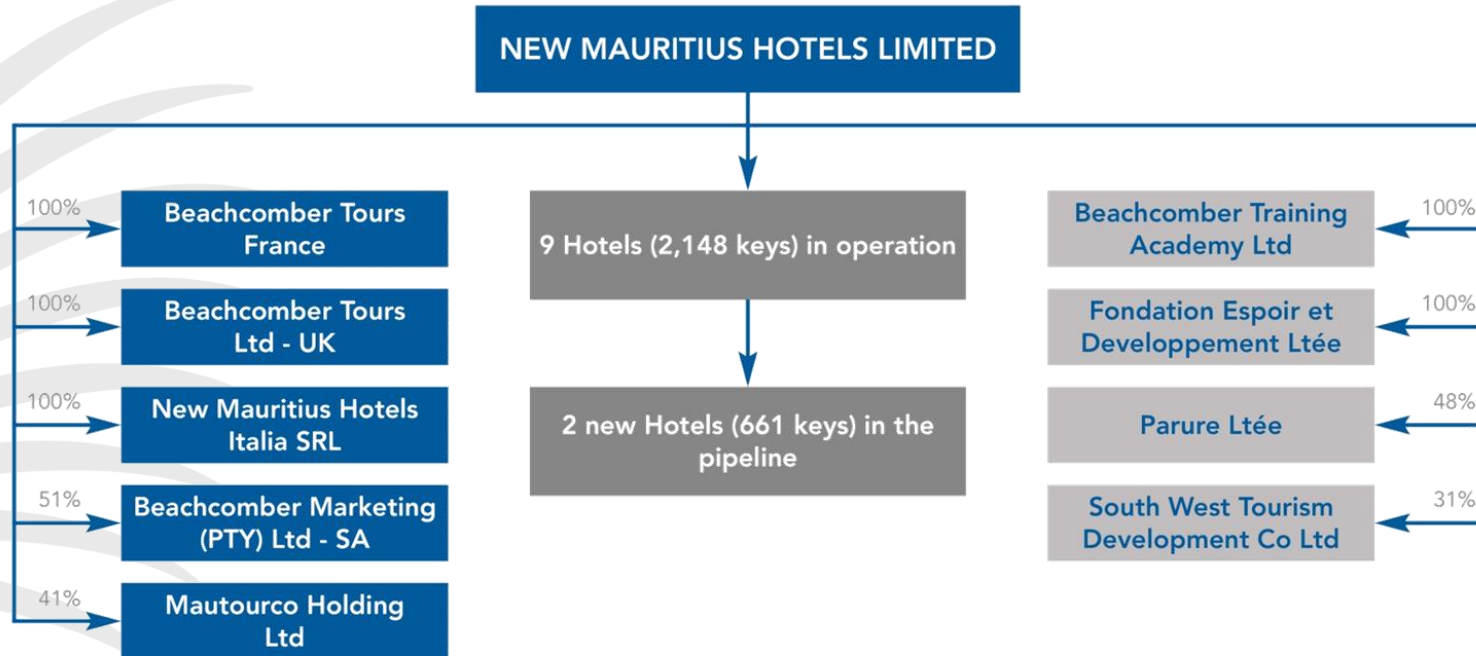 NEW MAURITIUS HOTELS LIMITED
100%
Beachcomber Tours
France
100%
Beachcomber Tours
Ltd - UK
100%
New Mauritius Hotels
Italia SRL
51%
Beachcomber Marketing
(PTY) Ltd - SA
41%
Mautourco Holding
Ltd
9 Hotels (2,148 keys) in operation
2 new Hotels (661 keys) in the
pipeline
Beachcomber Training
Academy Ltd
100%
Fondation Espoir et
Developpement Ltée
100%
Parure Ltée
48%
South West Tourism
Development Co Ltd
31%